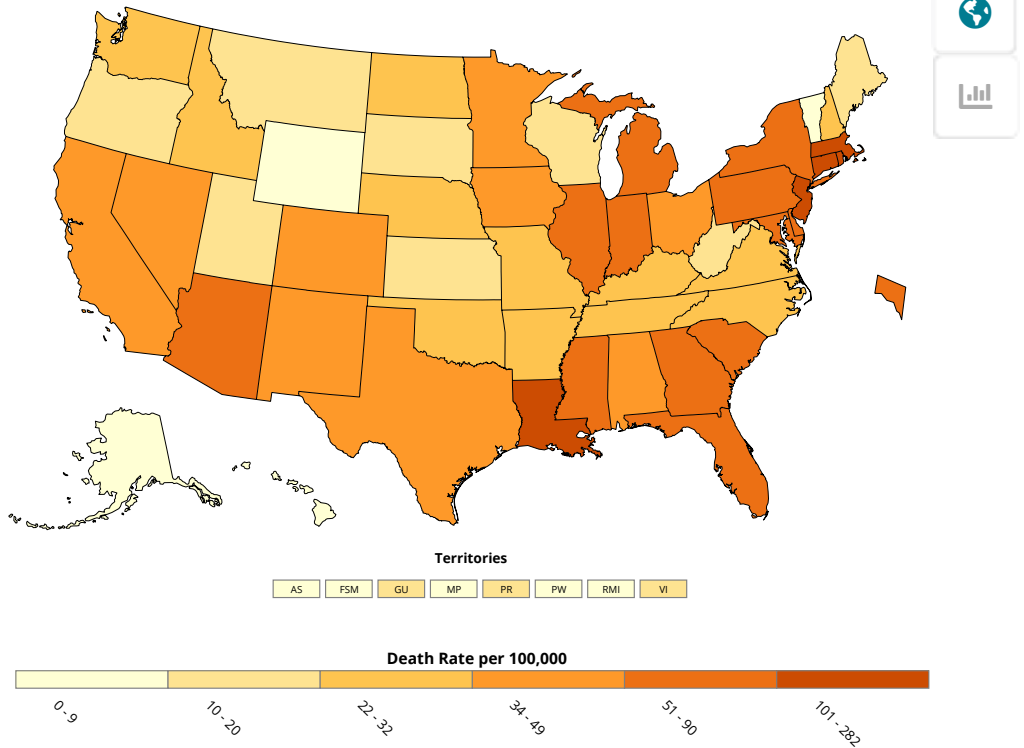 Territories
AS FSM GU MP PR PW RMI VI
Death Rate per 100,000
0 - 9 10 - 20 22 - 32 34 - 49 51 - 90 101 - 282